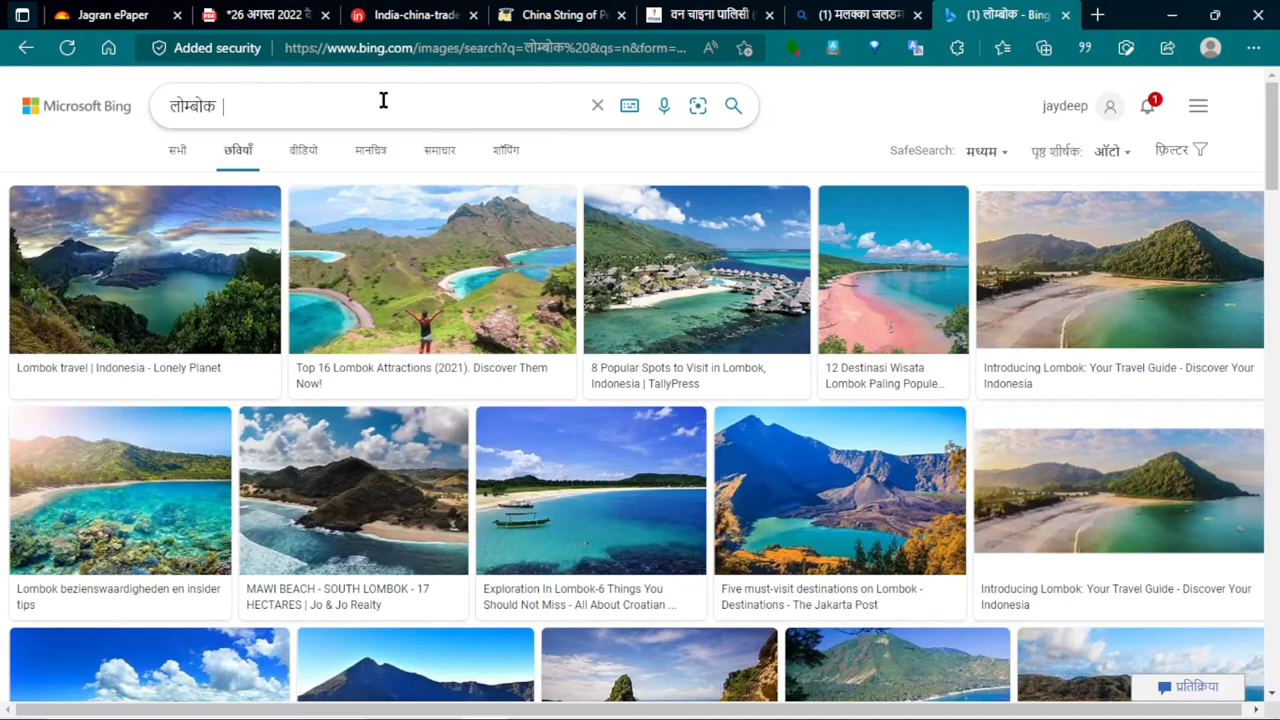 Jagran ePaper
*26 अगस्त 2022 दै
India-china-trade
China String of Pe
वन चाइना पालिसी (
(1) मलक्का जलडम
(1) लोम्बोक - Bing
Added security
https://www.bing.com/images/search?q=लोम्बोक%20&qs=n&form=...
Microsoft Bing
लोम्बोक
jaydeep
1
सभी
छवियाँ
वीडियो
मानचित्र
समाचार
शॉपिंग
SafeSearch: मध्यम
पृष्ठ शीर्षक: ऑटो
फ़िल्टर
Lombok travel | Indonesia - Lonely Planet
Top 16 Lombok Attractions (2021). Discover Them
Now!
8 Popular Spots to Visit in Lombok,
Indonesia | TallyPress
12 Destinasi Wisata
Lombok Paling Popule...
Introducing Lombok: Your Travel Guide - Discover Your
Indonesia
Lombok bezienswaardigheden en insider
tips
MAWI BEACH - SOUTH LOMBOK - 17
HECTARES | Jo & Jo Realty
Exploration In Lombok-6 Things You
Should Not Miss - All About Croatian ...
Five must-visit destinations on Lombok -
Destinations - The Jakarta Post
Introducing Lombok: Your Travel Guide - Discover Your
Indonesia
प्रतिक्रिया